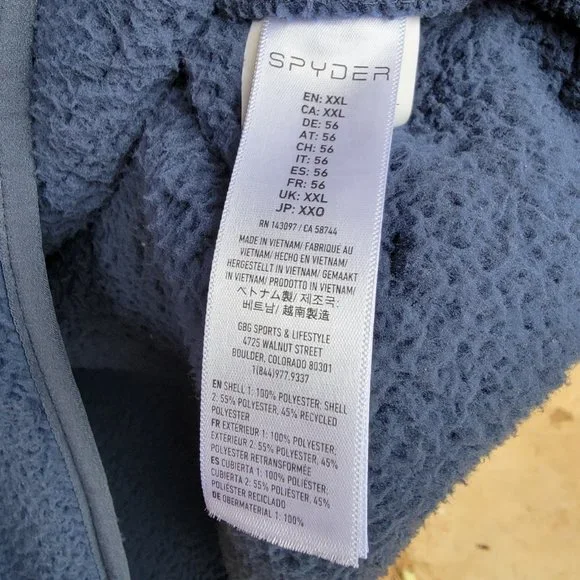 SPYDER
EN: XXL
CA: XXL
DE: 56
AT: 56
CH: 56
IT: 56
ES: 56
FR: 56
UK: XXL
JP: XXO
RN 143097 / CA 58744
MADE IN VIETNAM/ FABRIQUE AU
VIETNAM/ HECHO EN VIETNAM/
HERGESTELLT IN VIETNAM/ GEMAAKT
IN VIETNAM/ PRODOTTO IN VIETNAM/
ベトナム製/ 제조국:
베트남/ 越南製造
GBG SPORTS & LIFESTYLE
4725 WALNUT STREET
BOULDER, COLORADO 80301
1(844)977.9337
EN SHELL 1: 100% POLYESTER; SHELL
2: 55% POLYESTER, 45% RECYCLED
POLYESTER
FR EXTERIEUR 1: 100% POLYESTER;
EXTERIEUR 2: 55% POLYESTER, 45%
POLYESTER RETRANSFORMÉE
ES CUBIERTA 1: 100% POLIÉSTER;
CUBIERTA 2: 55% POLIÉSTER, 45%
POLIÉSTER RECICLADO
DE OBERMATERIAL 1: 100%